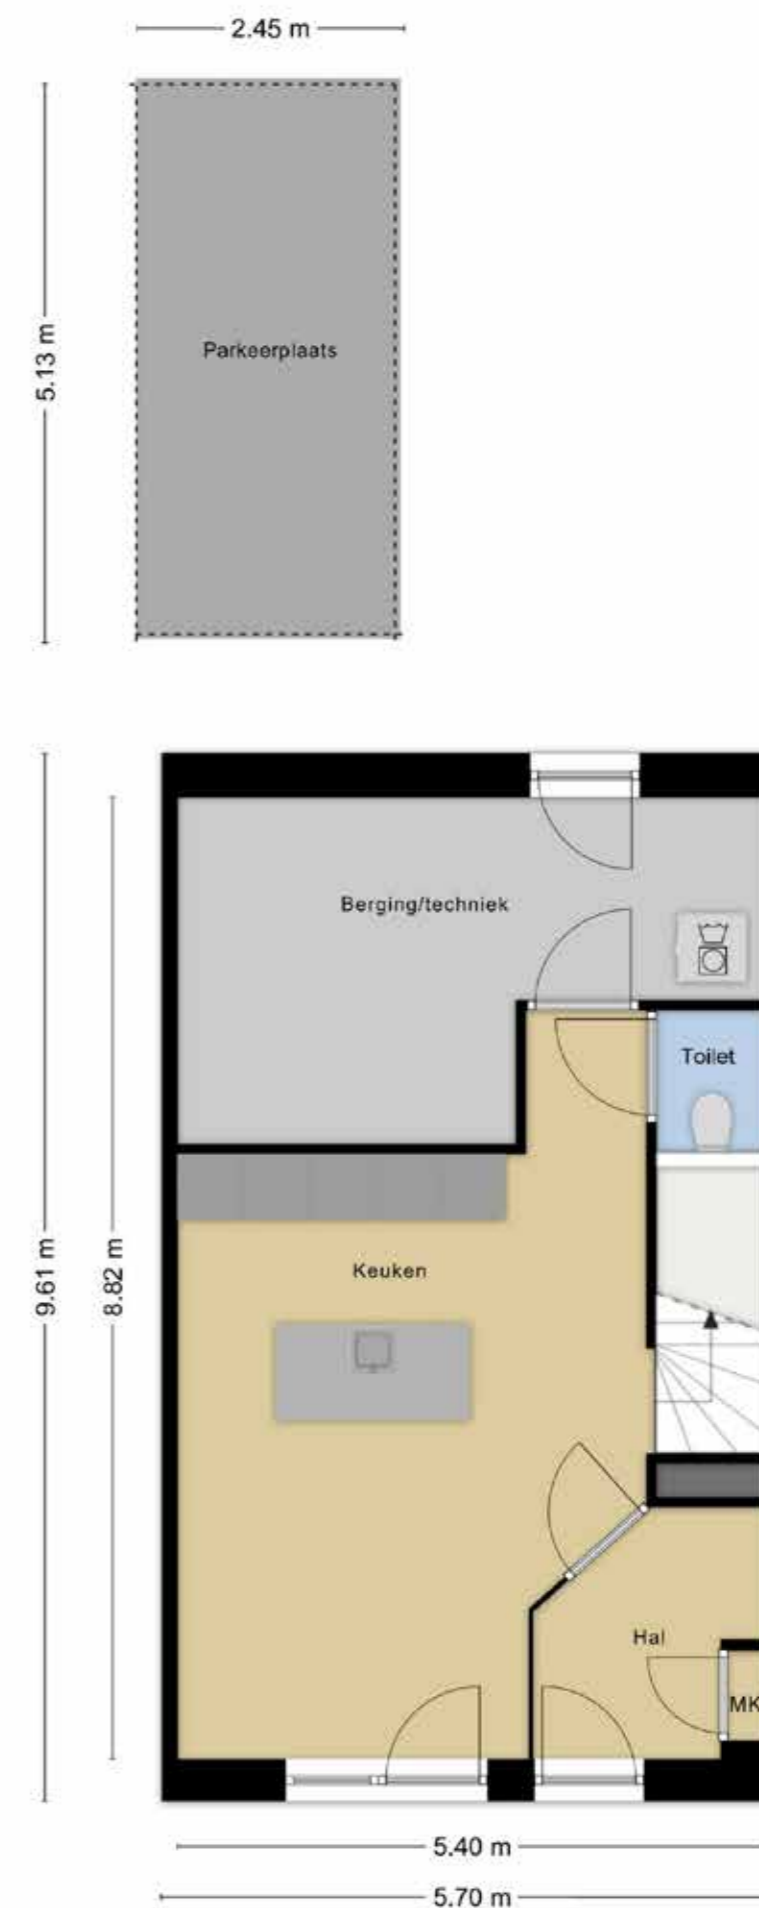 2.45 m
5.13 m
Parkeerplaats
Berging/techniek
Toilet
9.61 m
8.82 m
Keuken
Hal
MK
5.40 m
5.70 m